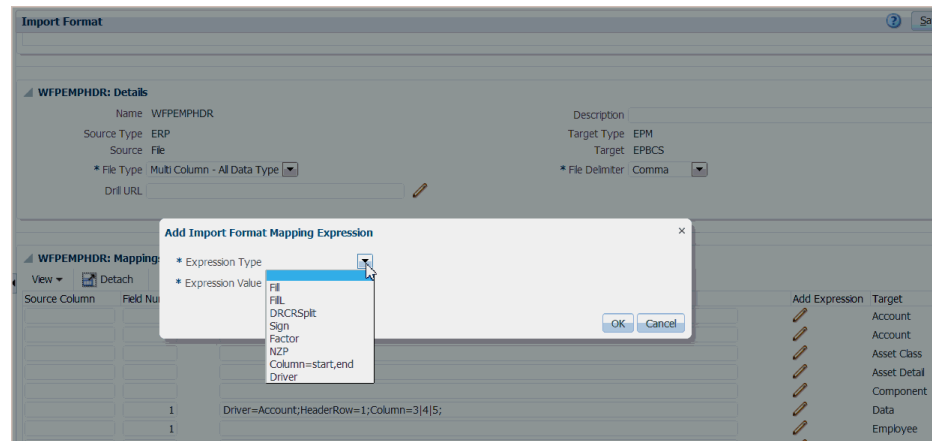 Import Format
WFPEMPHDR: Details
Name WFPEMPHDR
Description
Source Type ERP
Target Type EPM
Source File
Target EPBCS
* File Type Multi Column - All Data Type
* File Delimiter Comma
Drill URL
Add Import Format Mapping Expression
* Expression Type
* Expression Value
Fill
FillL
DRCRSplit
Sign
Factor
NZP
Column=start,end
Driver
OK Cancel
WFPEMPHDR: Mapping
View Detach
Source Column Add Expression Target
Account
Account
Asset Class
Asset Detail
Component
1 Driver=Account;HeaderRow=1;Column=3|4|5; Data
1 Employee